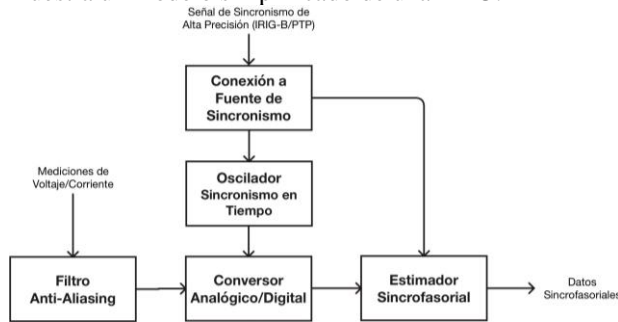 Señal de Sincronismo de
Alta Precisión (IRIG-B/PTP)
Conexión a
Fuente de
Sincronismo
Oscilador
Sincronismo en
Tiempo
Mediciones de
Voltaje/Corriente
Filtro
Anti-Aliasing
Conversor
Analógico/Digital
Estimador
Sincrofasorial
Datos
Sincrofasoriales